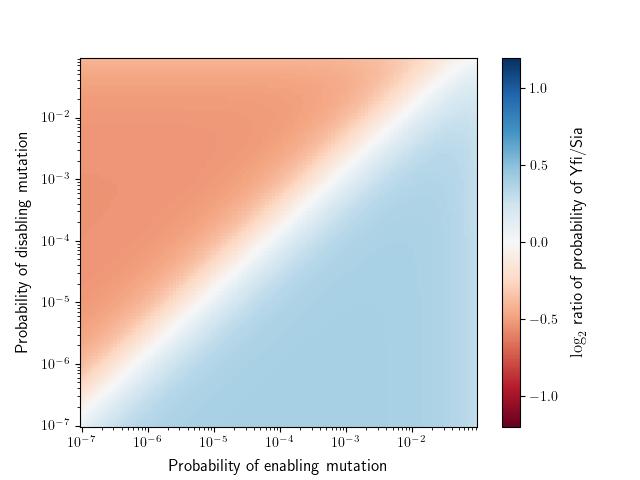 10⁻²
10⁻³
10⁻⁴
10⁻⁵
10⁻⁶
10⁻⁷
Probability of disabling mutation
10⁻⁷ 10⁻⁶ 10⁻⁵ 10⁻⁴ 10⁻³ 10⁻²
Probability of enabling mutation
1.0
0.5
0.0
−0.5
−1.0
log₂ ratio of probability of Yfi/Sia